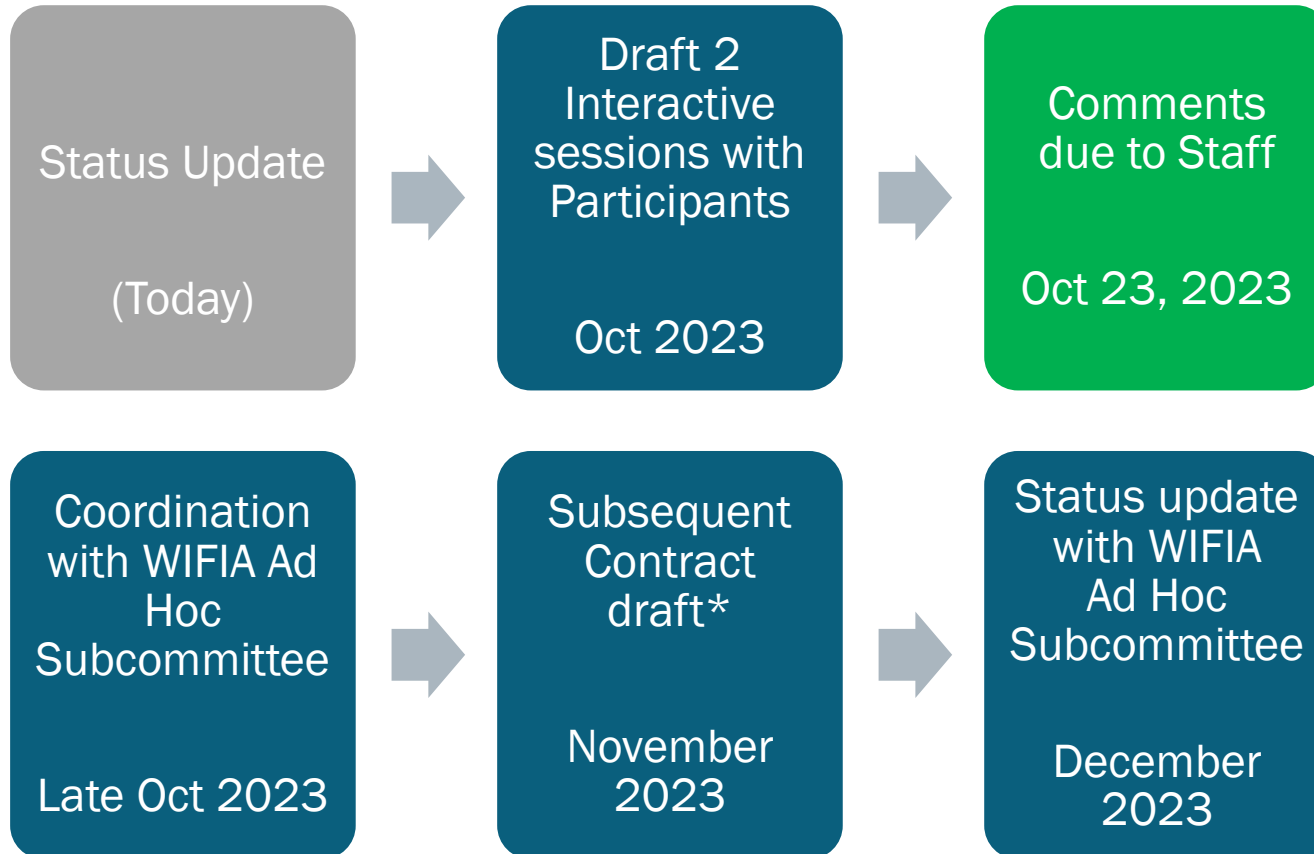 Status Update
(Today)
Draft 2
Interactive
sessions with
Participants
Oct 2023
Comments
due to Staff
Oct 23, 2023
Coordination
with WIFIA Ad
Hoc
Subcommittee
Late Oct 2023
Subsequent
Contract
draft*
November
2023
Status update
with WIFIA
Ad Hoc
Subcommittee
December
2023